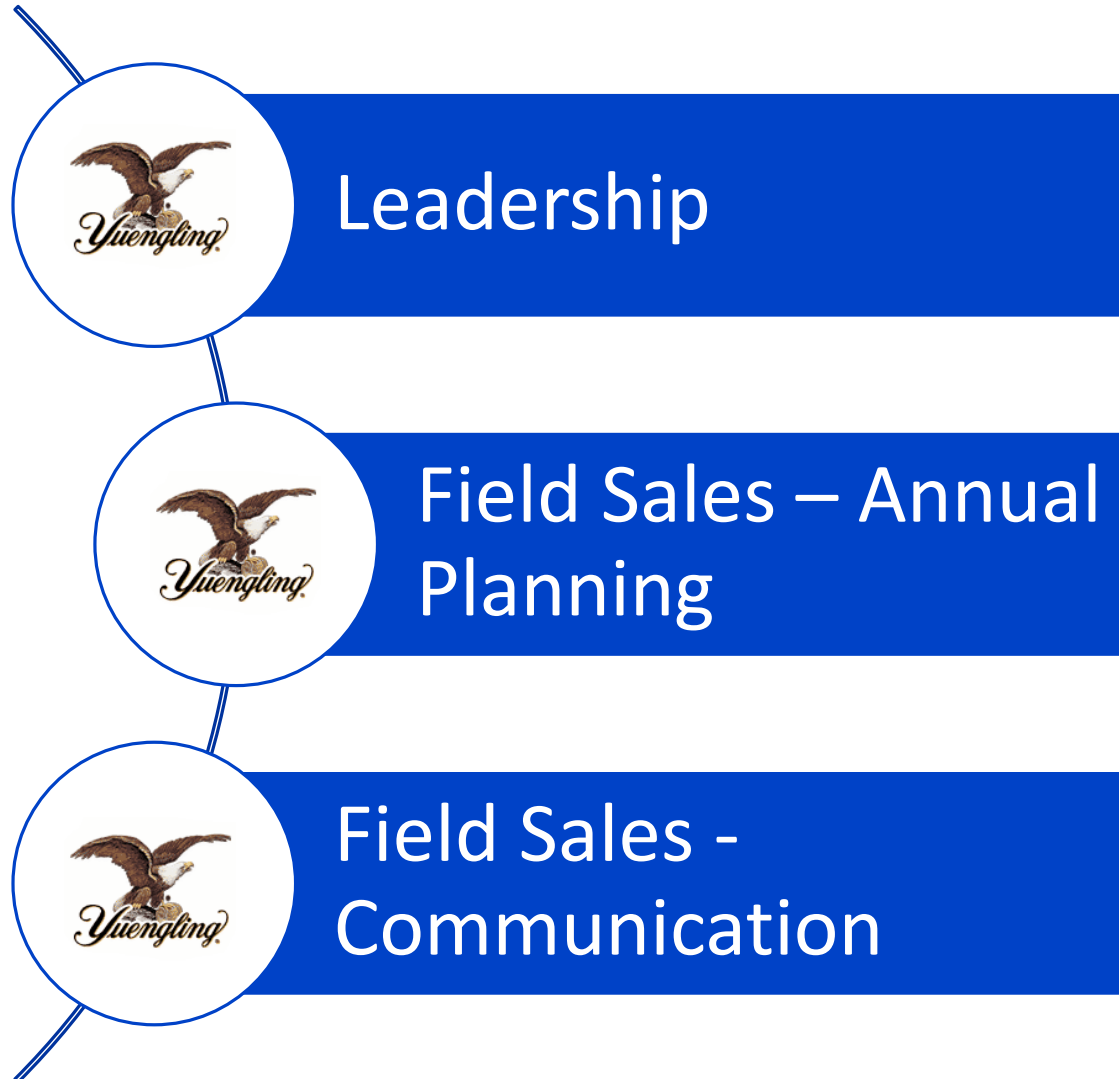 Yuengling
Leadership
Yuengling
Field Sales – Annual
Planning
Yuengling
Field Sales -
Communication